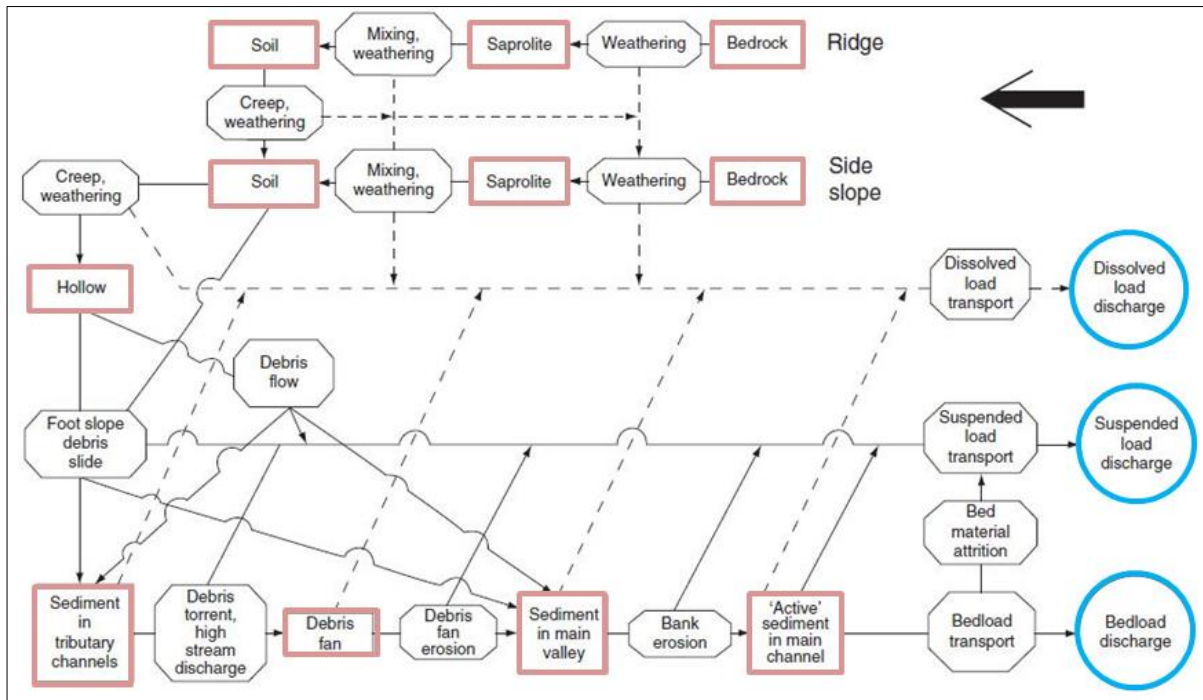 Soil
Mixing,
weathering
Saprolite
Weathering
Bedrock
Ridge
Creep,
weathering
Creep,
weathering
Soil
Mixing,
weathering
Saprolite
Weathering
Bedrock
Side
slope
Hollow
Dissolved
load
transport
Dissolved
load
discharge
Debris
flow
Foot slope
debris
slide
Suspended
load
transport
Suspended
load
discharge
Bed
material
attrition
Sediment
in
tributary
channels
Debris
torrent,
high
stream
discharge
Debris
fan
Debris
fan
erosion
Sediment
in main
valley
Bank
erosion
'Active'
sediment
in main
channel
Bedload
transport
Bedload
discharge